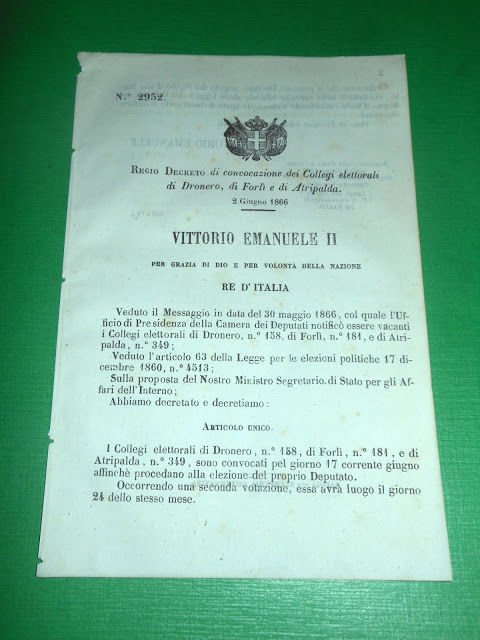 N.° 2952.
REGIO DECRETO di convocazione dei Collegi elettorali
di Dronero, di Forlì e di Atripalda.
2 Giugno 1866
VITTORIO EMANUELE II
PER GRAZIA DI DIO E PER VOLONTÀ DELLA NAZIONE
RE D'ITALIA
Veduto il Messaggio in data del 30 maggio 1866, col quale l'Uf-
ficio di Presidenza della Camera dei Deputati notificò essere vacanti
i Collegi elettorali di Dronero, n.° 158, di Forlì, n.° 181, e di Atri-
palda, n.° 349;
Veduto l'articolo 63 della Legge per le elezioni politiche 17 di-
cembre 1860, n.° 4513;
Sulla proposta del Nostro Ministro Segretario di Stato per gli Af-
fari dell'Interno;
Abbiamo decretato e decretiamo:
ARTICOLO UNICO.
I Collegi elettorali di Dronero, n.° 158, di Forlì, n.° 181, e di
Atripalda, n.° 349, sono convocati pel giorno 17 corrente giugno
affinchè procedano alla elezione del proprio Deputato.
Occorrendo una seconda votazione, essa avrà luogo il giorno
24 dello stesso mese.